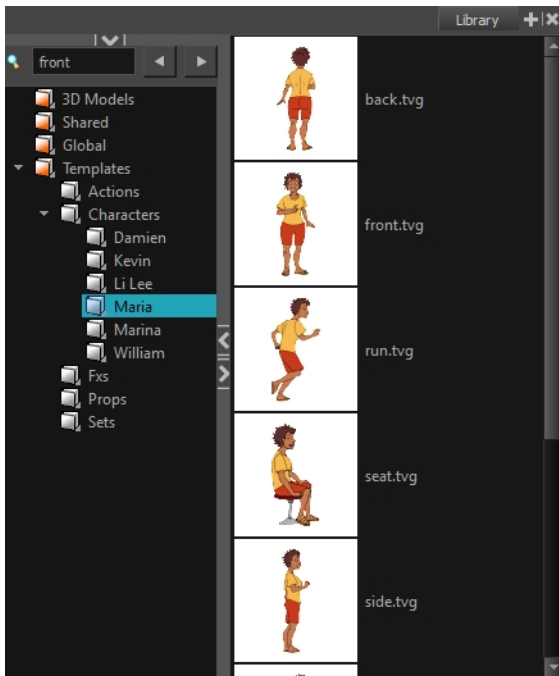 Library
front
3D Models
Shared
Global
Templates
Actions
Characters
Damien
Kevin
Li Lee
Maria
Marina
William
Fxs
Props
Sets
back.tvg
front.tvg
run.tvg
seat.tvg
side.tvg